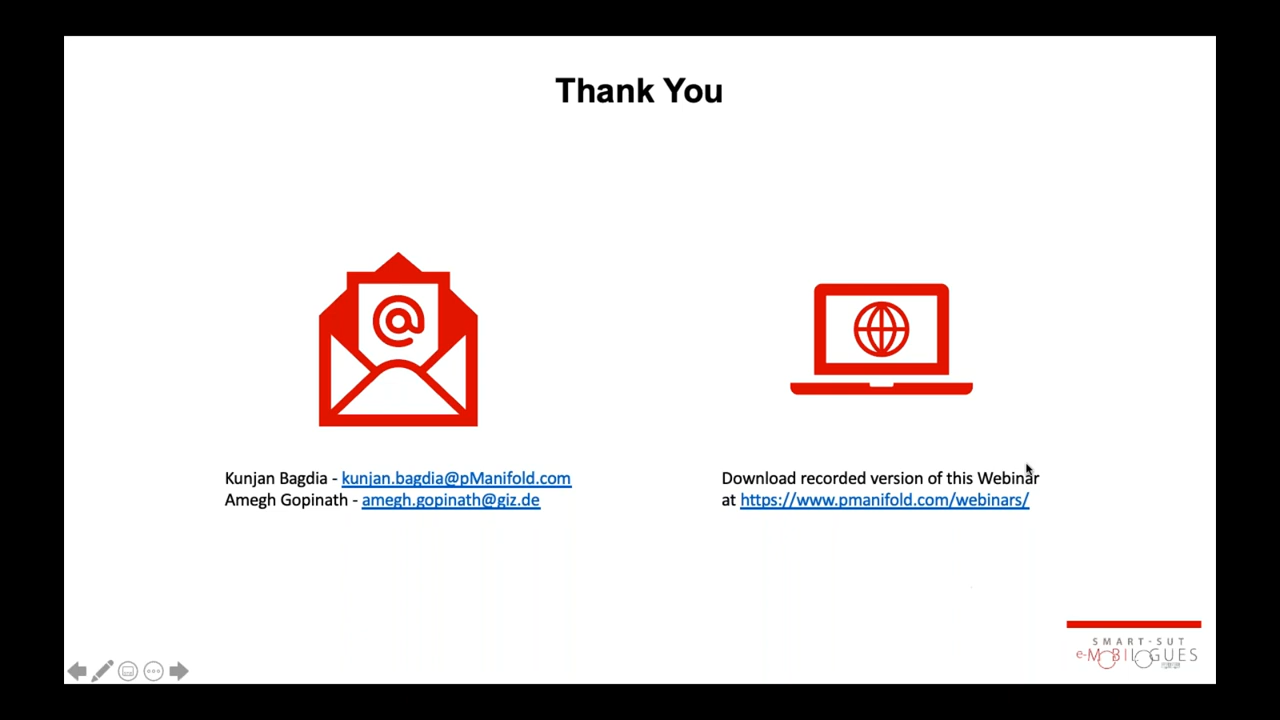 Thank You
@
Kunjan Bagdia - kunjan.bagdia@pManifold.com
Amegh Gopinath - amegh.gopinath@giz.de
Download recorded version of this Webinar
at https://www.pmanifold.com/webinars/
SMART-SUT
e-MOBILOGUES